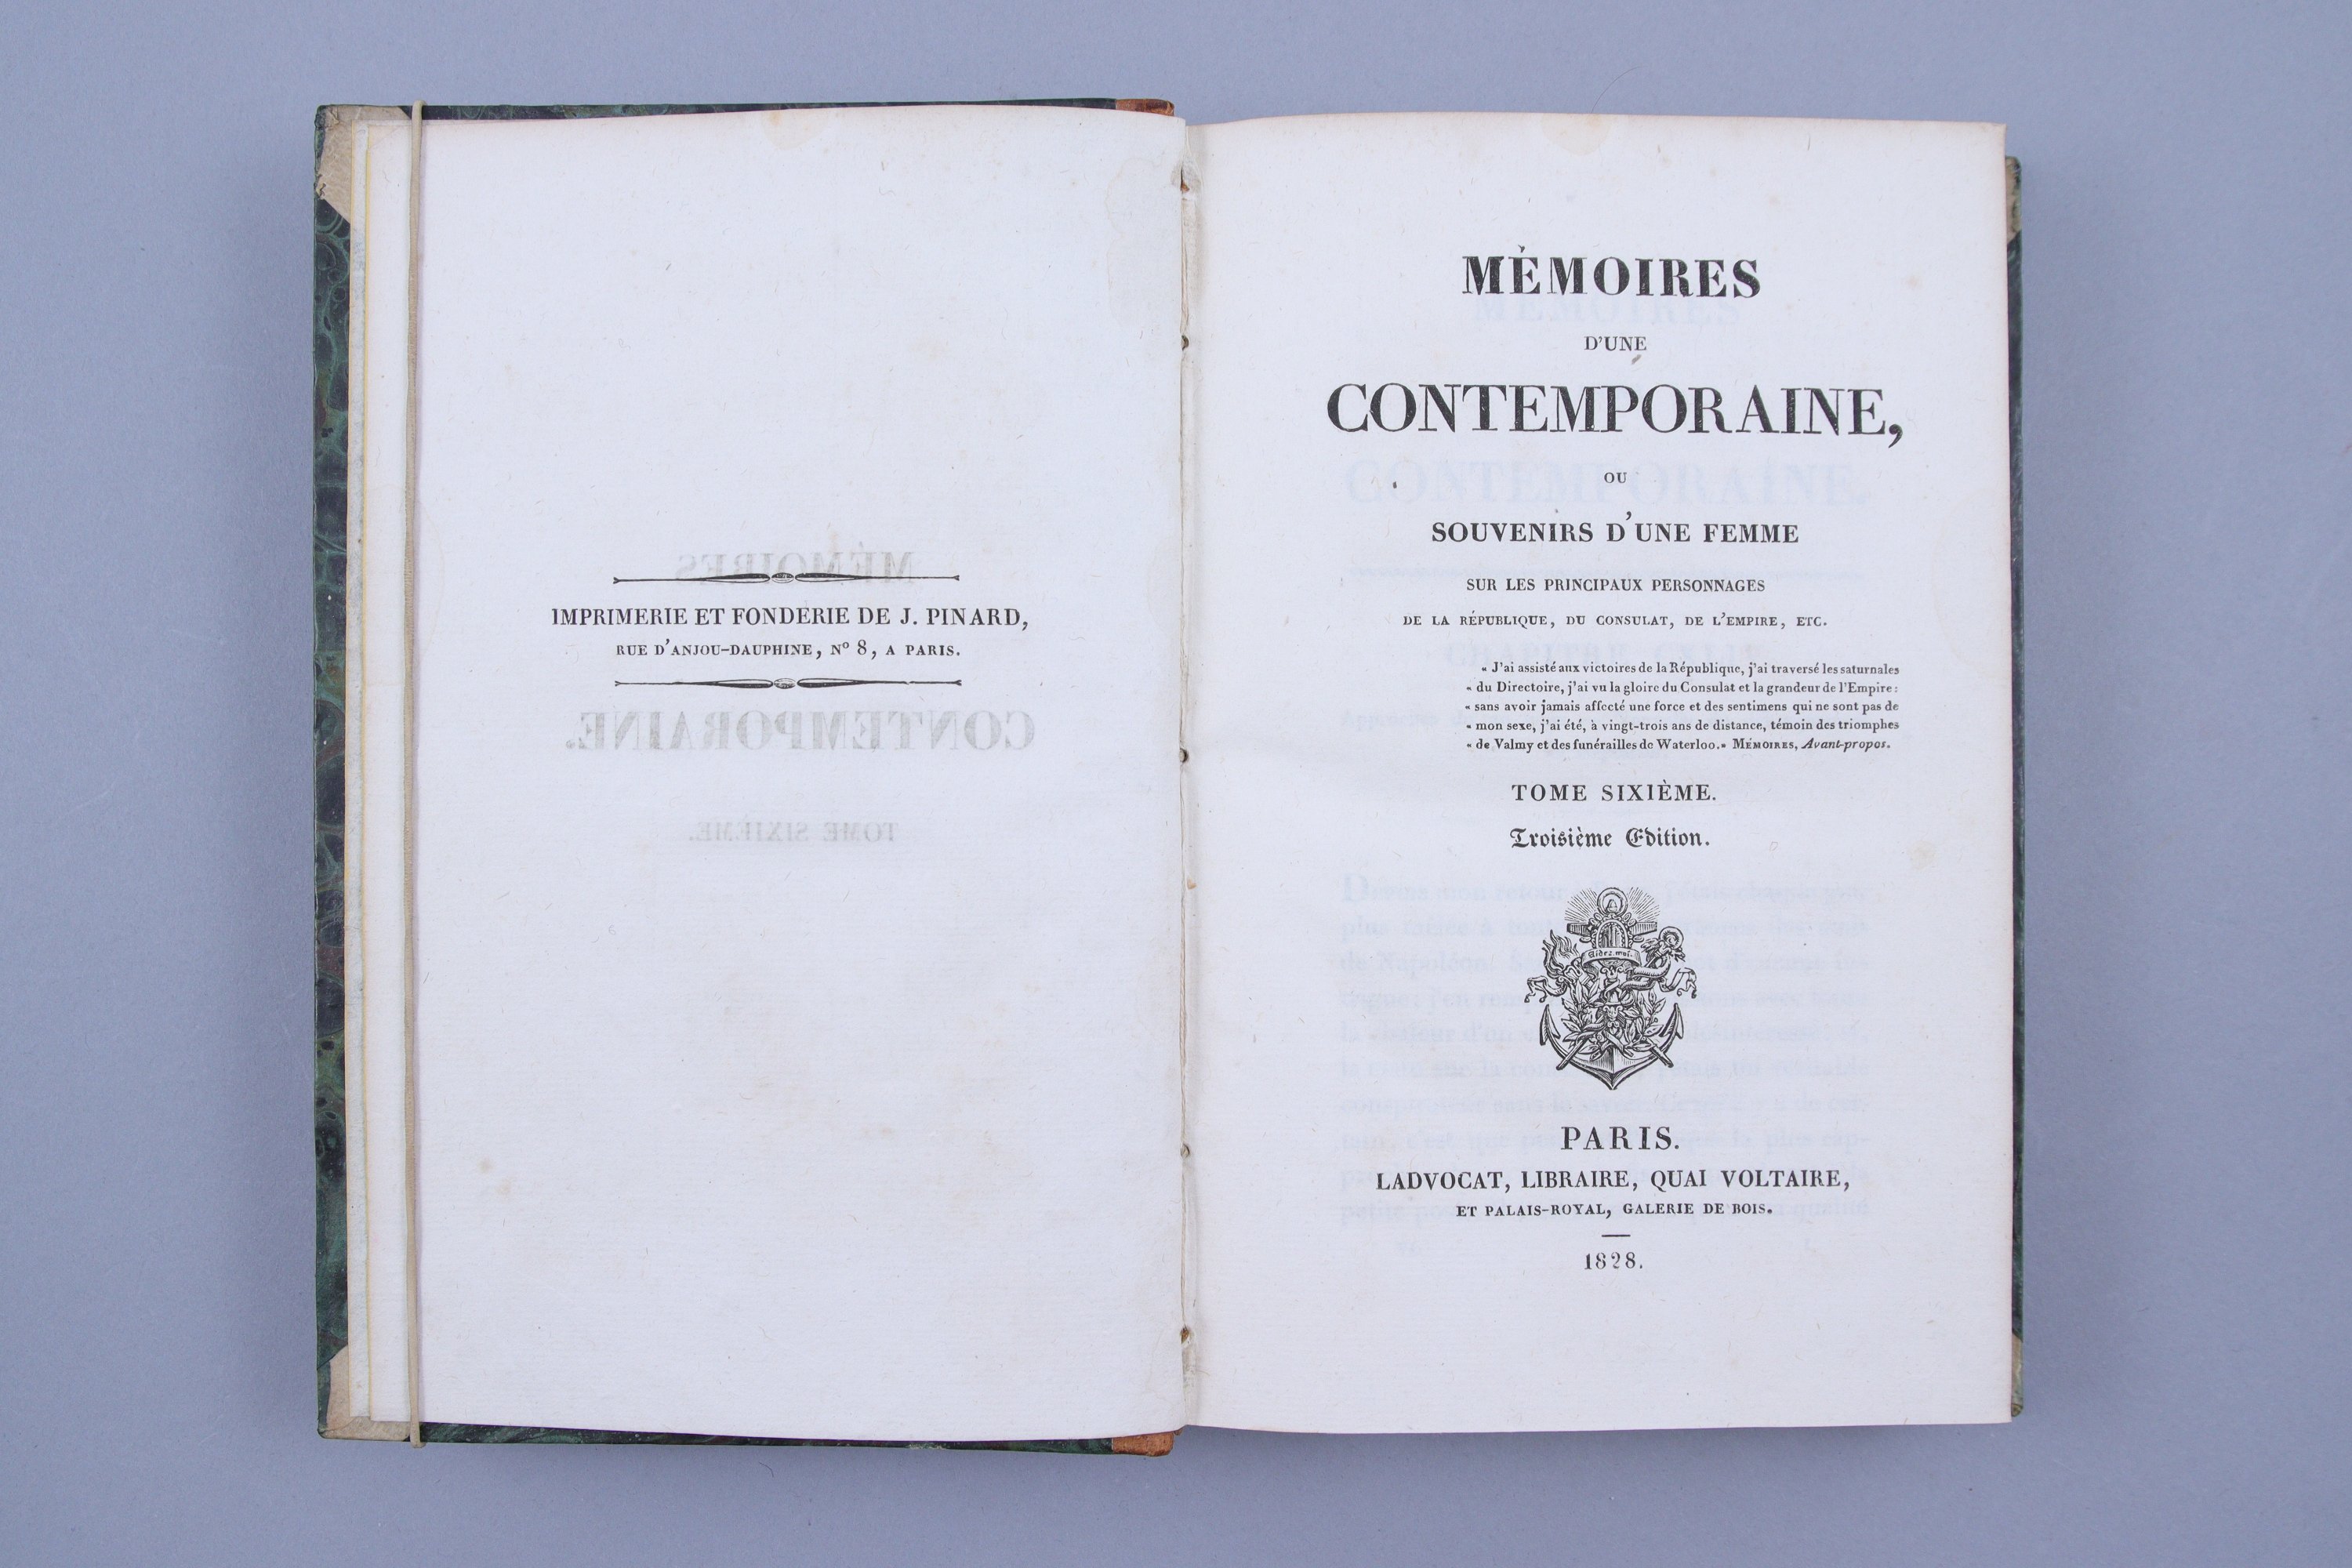 IMPRIMERIE ET FONDERIE DE J. PINARD,
RUE D'ANJOU-DAUPHINE, Nº 8, A PARIS.
MÉMOIRES
D'UNE
CONTEMPORAINE,
OU
SOUVENIRS D'UNE FEMME
SUR LES PRINCIPAUX PERSONNAGES
DE LA RÉPUBLIQUE, DU CONSULAT, DE L'EMPIRE, ETC.
« J'ai assisté aux victoires de la République, j'ai traversé les saturnales
« du Directoire, j'ai vu la gloire du Consulat et la grandeur de l'Empire:
« sans avoir jamais affecté une force et des sentimens qui ne sont pas de
« mon sexe, j'ai été, à vingt-trois ans de distance, témoin des triomphes
« de Valmy et des funérailles de Waterloo.» MÉMOIRES, Avant-propos.
TOME SIXIÈME.
Troisième Edition.
Aidez-moi.
PARIS.
LADVOCAT, LIBRAIRE, QUAI VOLTAIRE,
ET PALAIS-ROYAL, GALERIE DE BOIS.
1828.